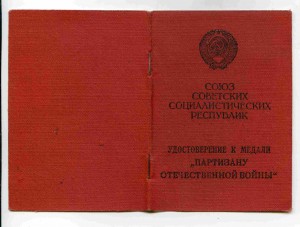 СОЮЗ
СОВЕТСКИХ
СОЦИАЛИСТИЧЕСКИХ
РЕСПУБЛИК
УДОСТОВЕРЕНИЕ К МЕДАЛИ
„ПАРТИЗАНУ
ОТЕЧЕСТВЕННОЙ ВОЙНЫ“